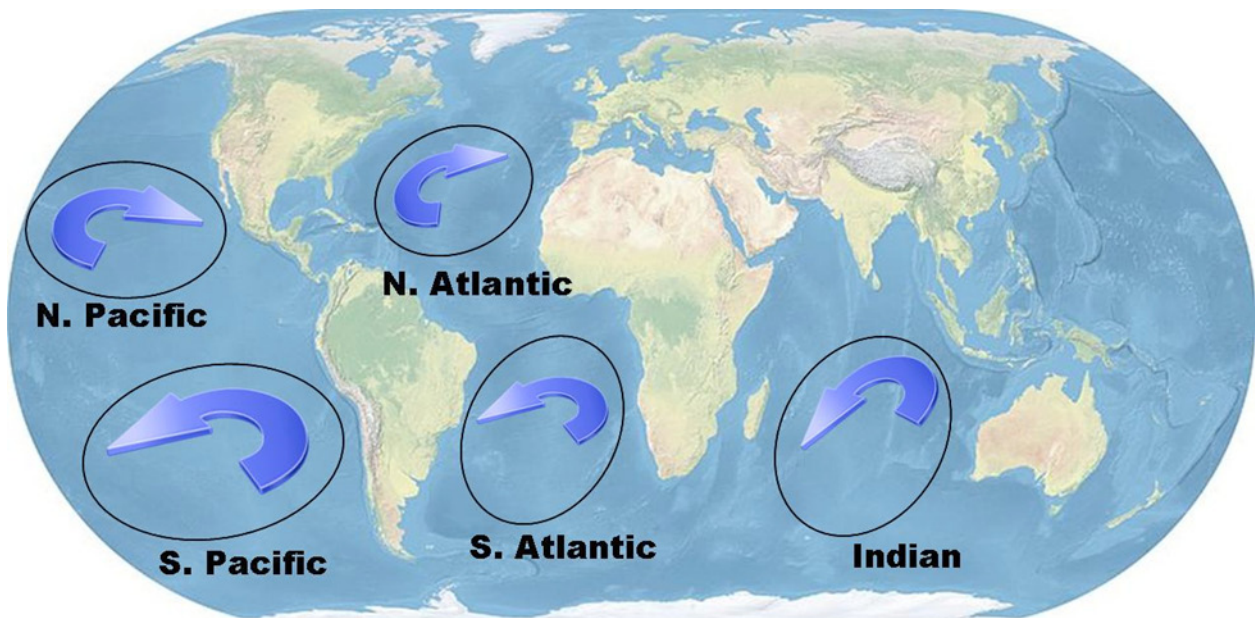 N. Atlantic
N. Pacific
S. Atlantic
S. Pacific
Indian